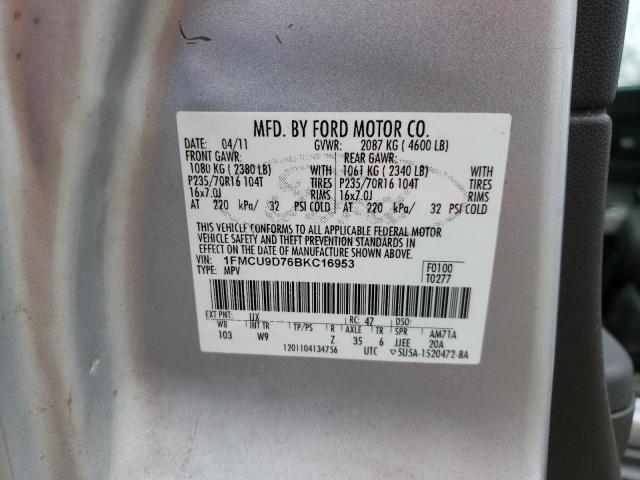 MFD. BY FORD MOTOR CO.
DATE: 04/11 GVWR: 2087 KG ( 4600 LB)
FRONT GAWR: REAR GAWR:
1080 KG ( 2380 LB) WITH 1061 KG ( 2340 LB) WITH
P235/70R16 104T TIRES P235/70R16 104T TIRES
16x7.0J RIMS 16x7.0J RIMS
AT 220 kPa/ 32 PSI COLD AT 220 kPa/ 32 PSI COLD
THIS VEHICLE CONFORMS TO ALL APPLICABLE FEDERAL MOTOR
VEHICLE SAFETY AND THEFT PREVENTION STANDARDS IN
EFFECT ON THE DATE OF MANUFACTURE SHOWN ABOVE.
VIN: 1FMCU9D76BKC16953 F0100
TYPE: MPV T0277
EXT PNT: UX RC: 47 DSO:
WB INT TR TP/PS R AXLE TR SPR AM71A
103 W9 Z 35 6 JJEE 20A
1201104134756 UTC ▽5U5A-1520472-BA